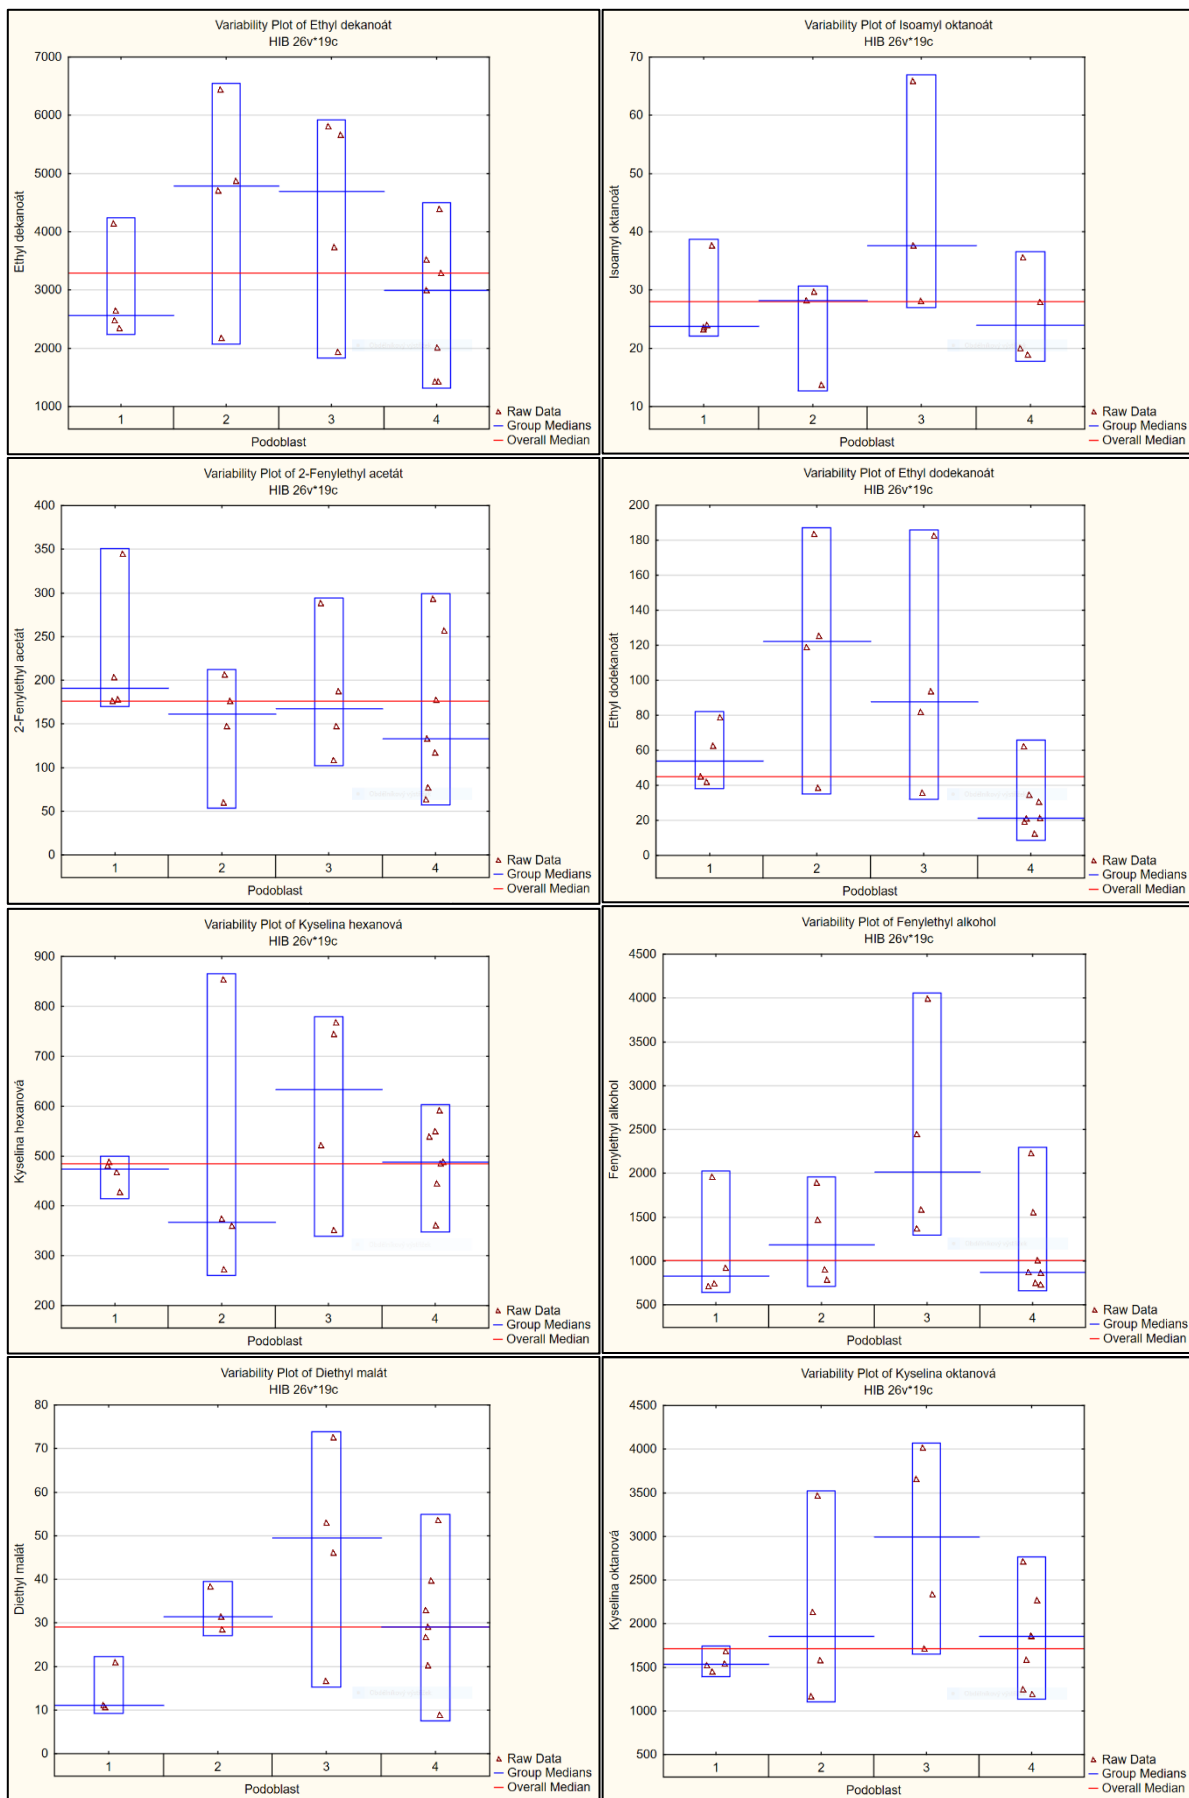 Variability Plot of Ethyl dekanoát
HIB 26v*19c
7000
6000
5000
4000
3000
2000
1000
Ethyl dekanoát
1 2 3 4
Podoblast
Raw Data
Group Medians
Overall Median
Variability Plot of Isoamyl oktanoát
HIB 26v*19c
70
60
50
40
30
20
10
Isoamyl oktanoát
1 2 3 4
Podoblast
Raw Data
Group Medians
Overall Median
Variability Plot of 2-Fenylethyl acetát
HIB 26v*19c
400
350
300
250
200
150
100
50
0
2-Fenylethyl acetát
1 2 3 4
Podoblast
Raw Data
Group Medians
Overall Median
Variability Plot of Ethyl dodekanoát
HIB 26v*19c
200
180
160
140
120
100
80
60
40
20
0
Ethyl dodekanoát
1 2 3 4
Podoblast
Raw Data
Group Medians
Overall Median
Variability Plot of Kyselina hexanová
HIB 26v*19c
900
800
700
600
500
400
300
200
Kyselina hexanová
1 2 3 4
Podoblast
Raw Data
Group Medians
Overall Median
Variability Plot of Fenylethyl alkohol
HIB 26v*19c
4500
4000
3500
3000
2500
2000
1500
1000
500
Fenylethyl alkohol
1 2 3 4
Podoblast
Raw Data
Group Medians
Overall Median
Variability Plot of Diethyl malát
HIB 26v*19c
80
70
60
50
40
30
20
10
0
Diethyl malát
1 2 3 4
Podoblast
Raw Data
Group Medians
Overall Median
Variability Plot of Kyselina oktanová
HIB 26v*19c
4500
4000
3500
3000
2500
2000
1500
1000
500
Kyselina oktanová
1 2 3 4
Podoblast
Raw Data
Group Medians
Overall Median